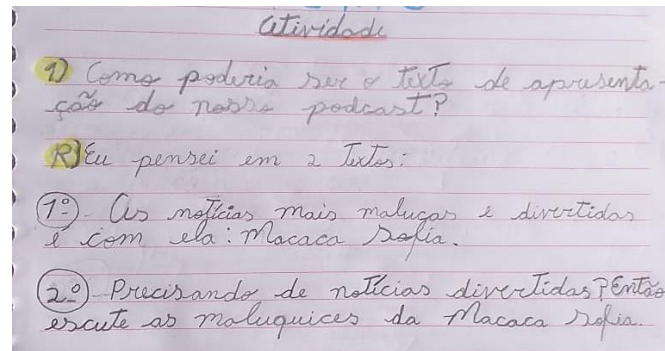 Atividade
1) Como poderia ser o texto de apresenta-
ção do nosso podcast?
R) Eu pensei em 2 textos:
1º) - As notícias mais malucas e divertidas
é com ela: Macaca Sofia.
2º) - Precisando de notícias divertidas? Então
escute as maluquices da Macaca Sofia.